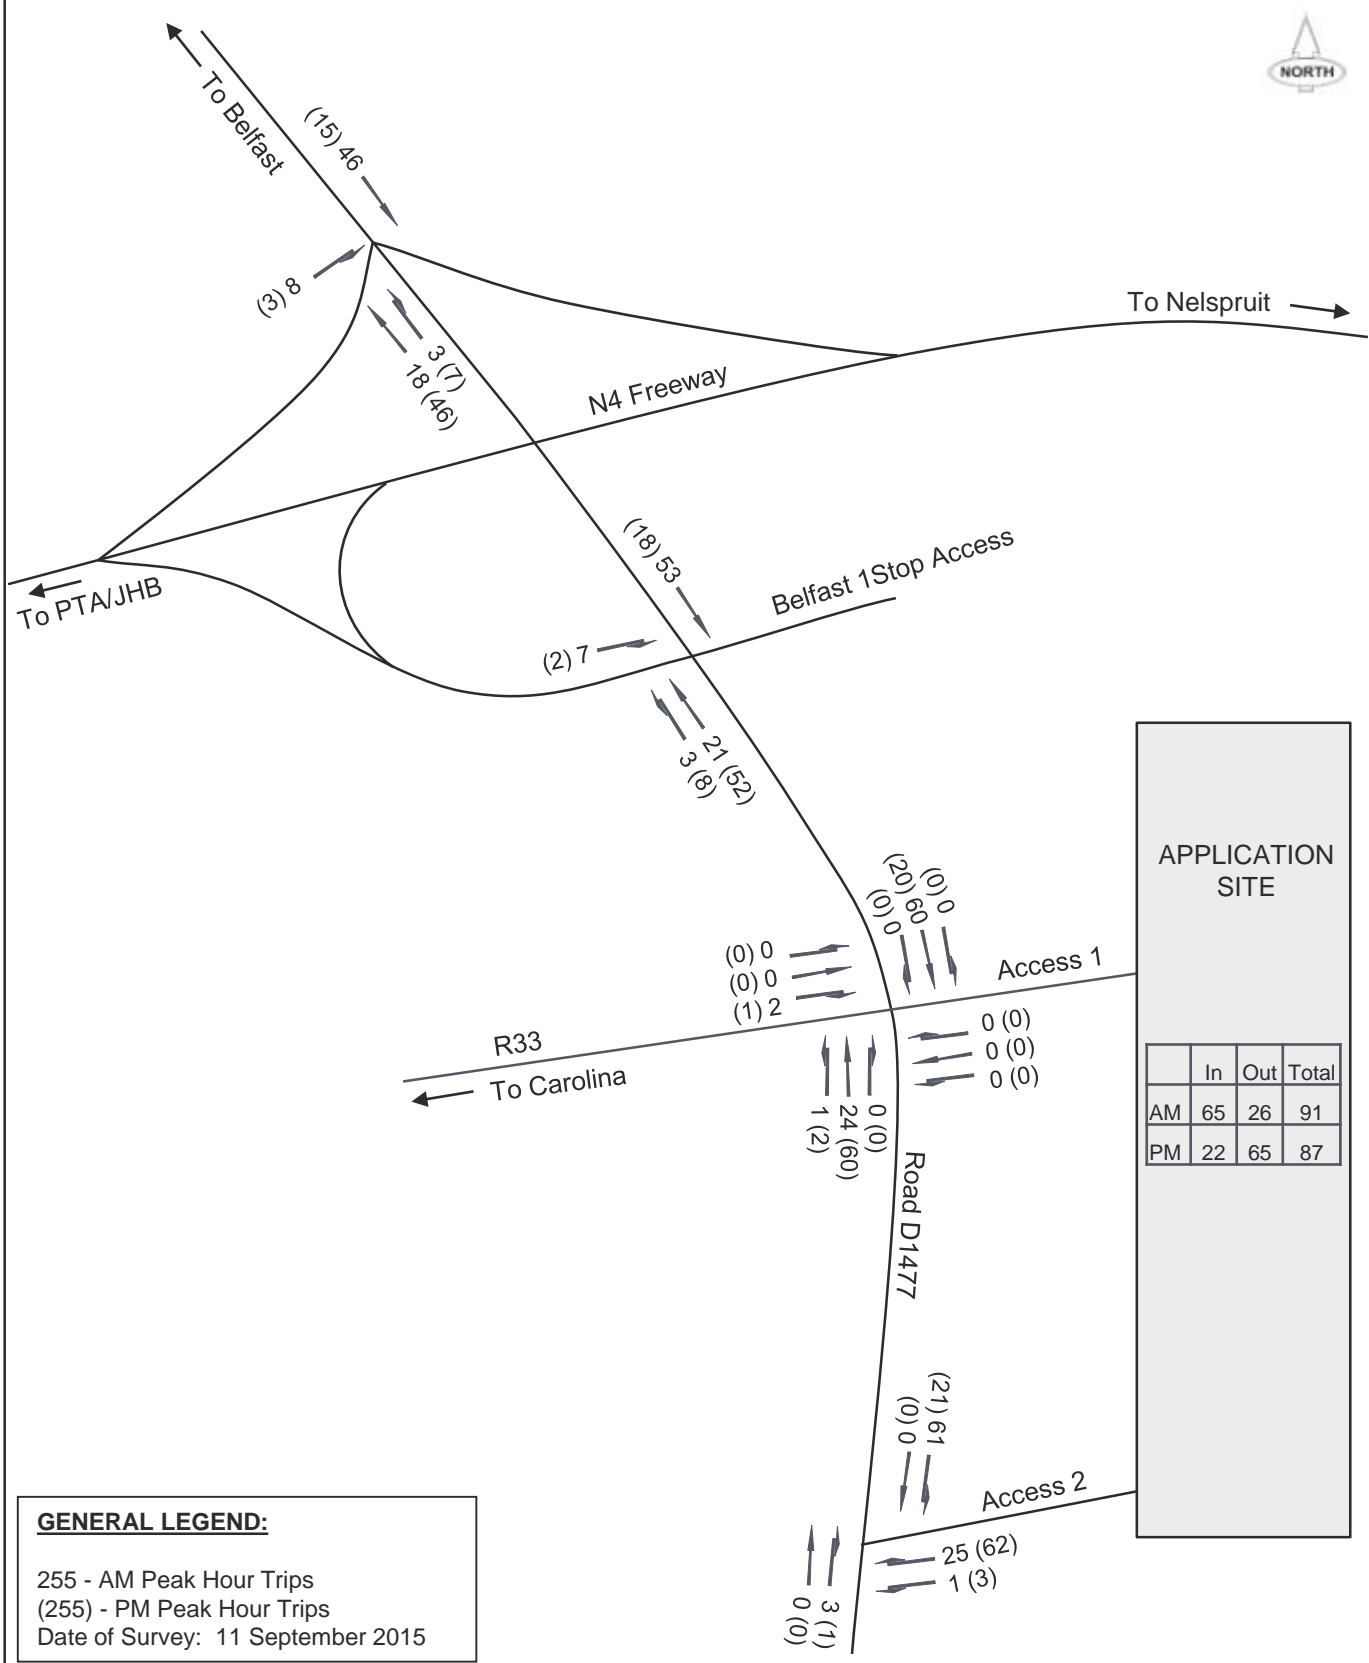 NORTH
To Belfast
(15) 46
(3) 8
3 (7)
18 (46)
To Nelspruit
N4 Freeway
To PTA/JHB
(18) 53
Belfast 1Stop Access
(2) 7
21 (52)
3 (8)
APPLICATION
SITE
(0) 0
(20) 60
(0) 0
(0) 0
(0) 0
(1) 2
Access 1
R33
To Carolina
0 (0)
0 (0)
0 (0)
1 (2)
24 (60)
0 (0)
In Out Total
AM 65 26 91
PM 22 65 87
Road D1477
(21) 61
(0) 0
Access 2
25 (62)
1 (3)
3 (1)
0 (0)
GENERAL LEGEND:
255 - AM Peak Hour Trips
(255) - PM Peak Hour Trips
Date of Survey: 11 September 2015